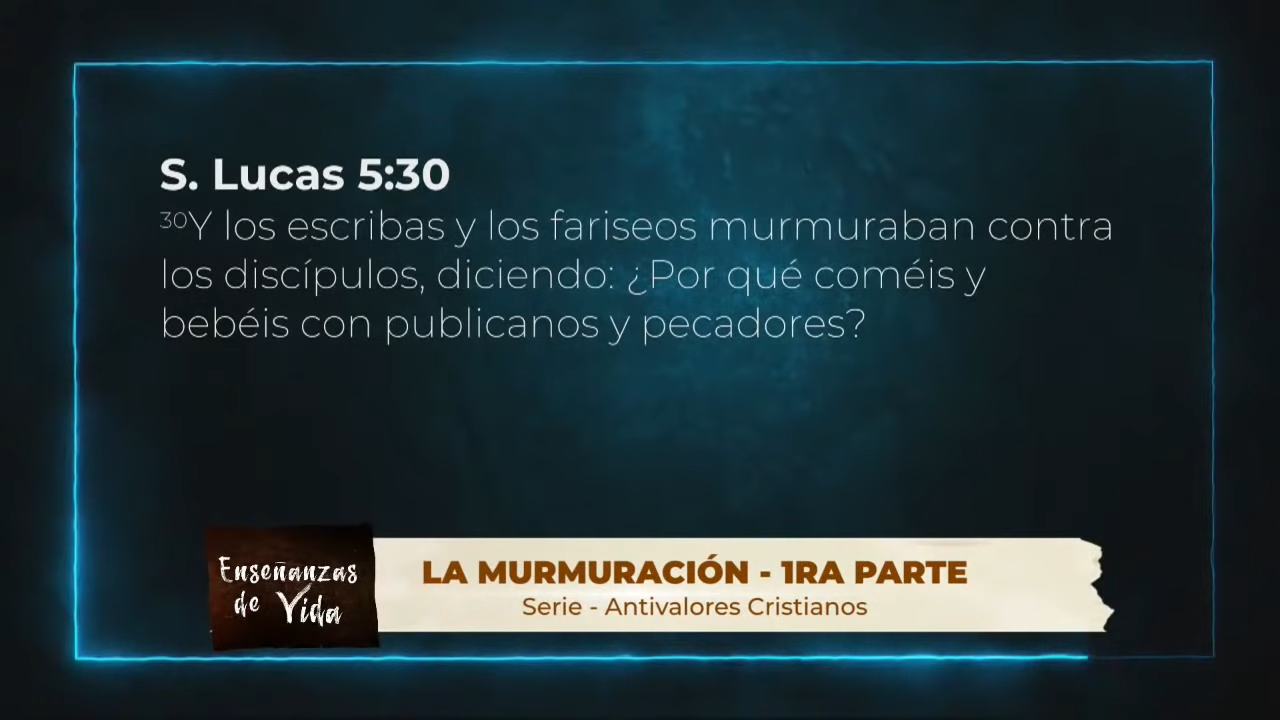 S. Lucas 5:30
30Y los escribas y los fariseos murmuraban contra
los discípulos, diciendo: ¿Por qué coméis y
bebéis con publicanos y pecadores?
Enseñanzas
de Vida
LA MURMURACIÓN - 1RA PARTE
Serie - Antivalores Cristianos